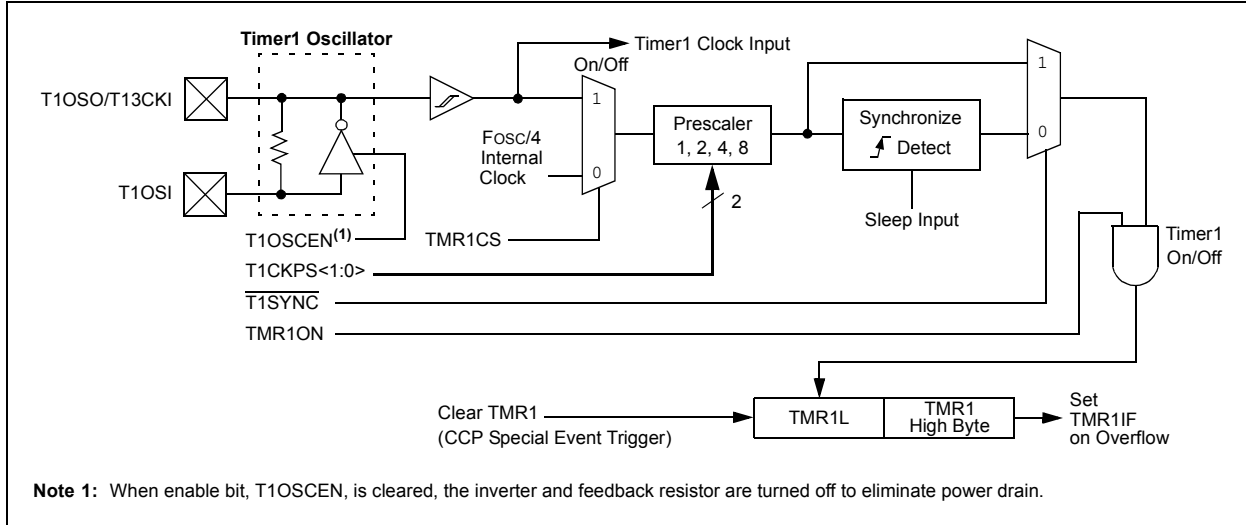 Timer1 Oscillator
Timer1 Clock Input
On/Off
T1OSO/T13CKI
1
FOSC/4
Internal
Clock
0
Prescaler
1, 2, 4, 8
Synchronize
Detect
1
0
T1OSI
2
Sleep Input
T1OSCEN(1)
TMR1CS
Timer1
On/Off
T1CKPS<1:0>
T1SYNC
TMR1ON
Clear TMR1
(CCP Special Event Trigger)
TMR1L
TMR1
High Byte
Set
TMR1IF
on Overflow
Note 1: When enable bit, T1OSCEN, is cleared, the inverter and feedback resistor are turned off to eliminate power drain.